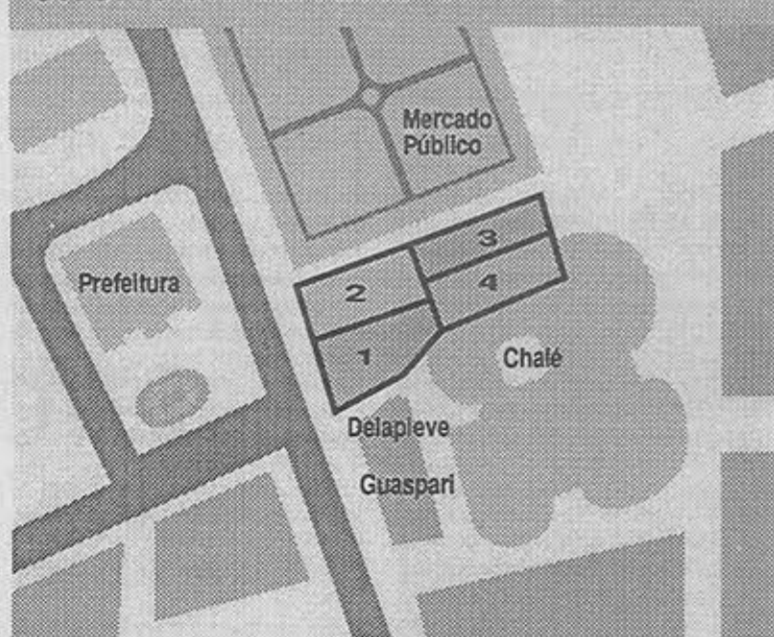 Mercado
Público
3
2
4
Prefeitura
1
Chalé
Delapieve
Guaspari